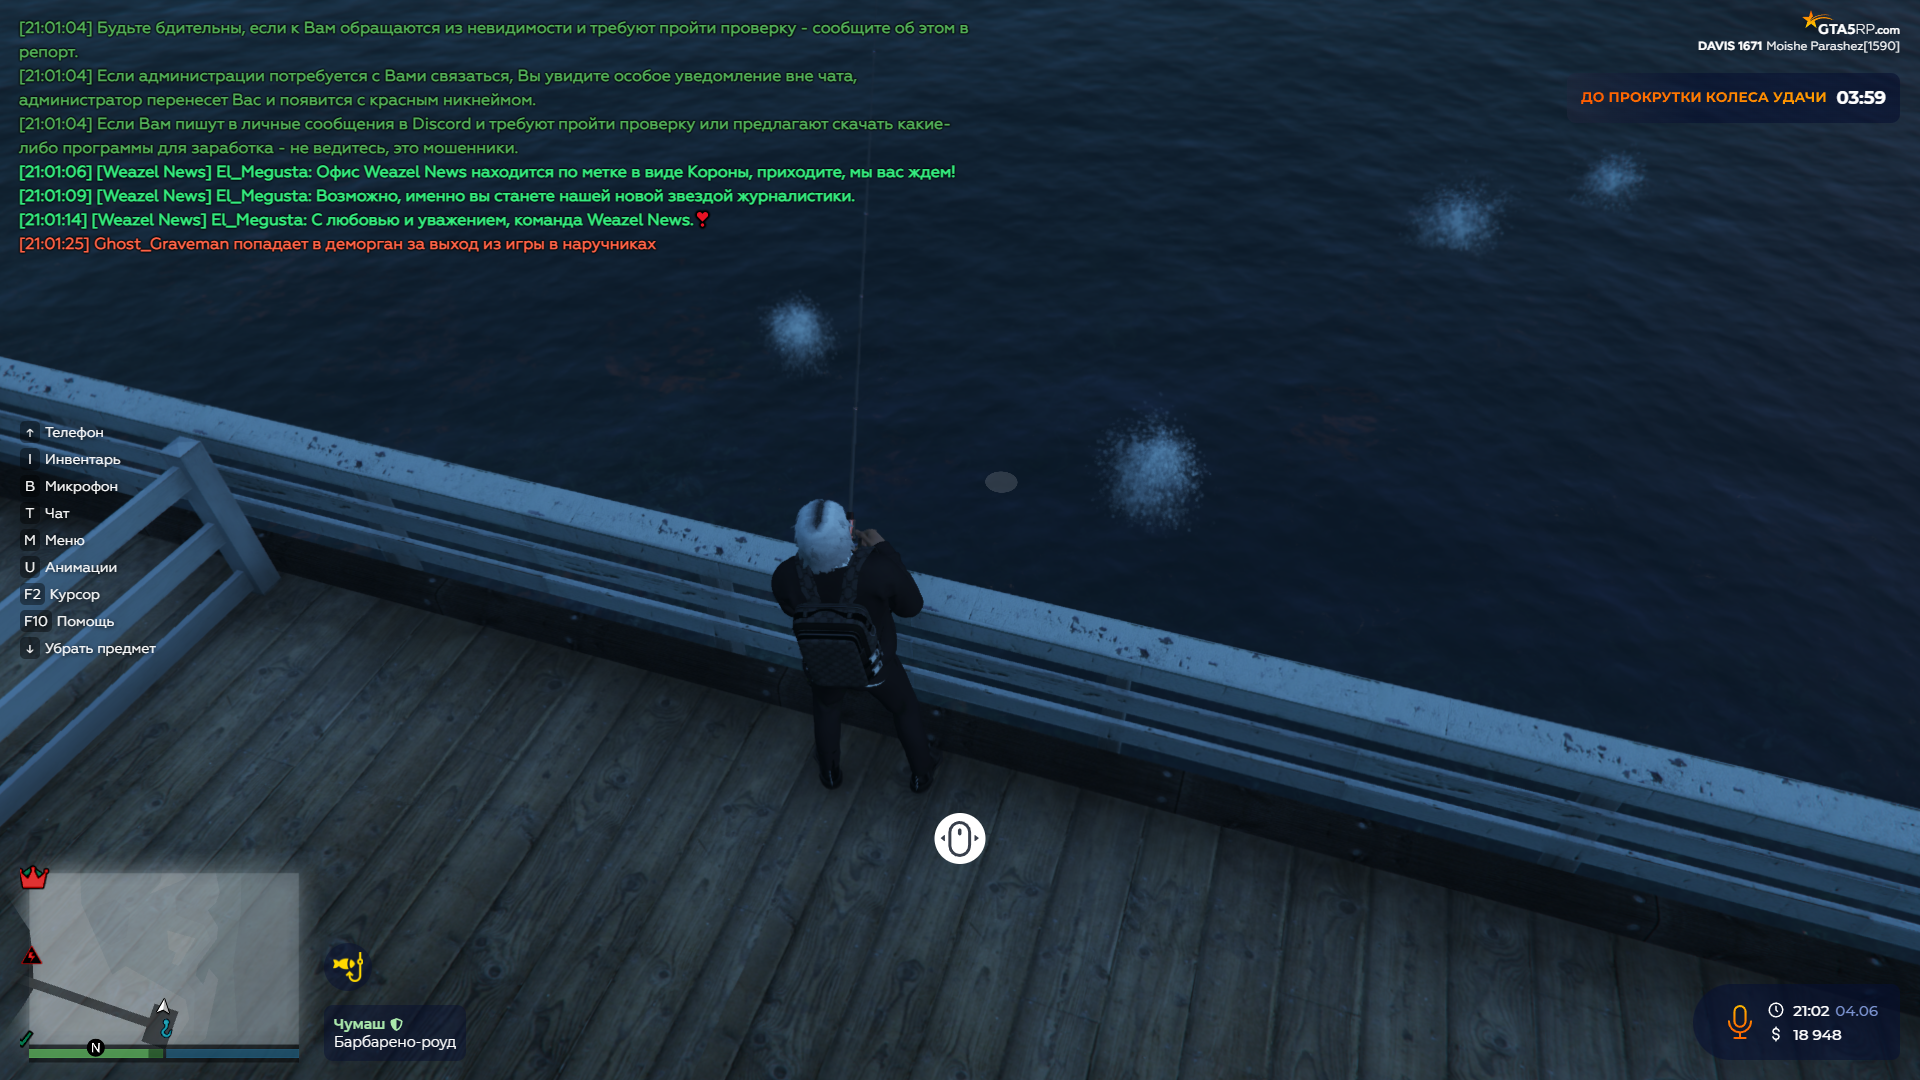 [21:01:04] Будьте бдительны, если к Вам обращаются из невидимости и требуют пройти проверку - сообщите об этом в
репорт.
[21:01:04] Если администрации потребуется с Вами связаться, Вы увидите особое уведомление вне чата,
администратор перенесет Вас и появится с красным никнеймом.
[21:01:04] Если Вам пишут в личные сообщения в Discord и требуют пройти проверку или предлагают скачать какие-
либо программы для заработка - не ведитесь, это мошенники.
[21:01:06] [Weazel News] El_Megusta: Офис Weazel News находится по метке в виде Короны, приходите, мы вас ждем!
[21:01:09] [Weazel News] El_Megusta: Возможно, именно вы станете нашей новой звездой журналистики.
[21:01:14] [Weazel News] El_Megusta: С любовью и уважением, команда Weazel News.❣
[21:01:25] Ghost_Graveman попадает в деморган за выход из игры в наручниках
GTA5RP.com
DAVIS 1671 Moishe Parashez[1590]
ДО ПРОКРУТКИ КОЛЕСА УДАЧИ 03:59
↑ Телефон
I Инвентарь
B Микрофон
T Чат
M Меню
U Анимации
F2 Курсор
F10 Помощь
↓ Убрать предмет
N
Чумаш
Барбарено-роуд
21:02 04.06
$ 18 948